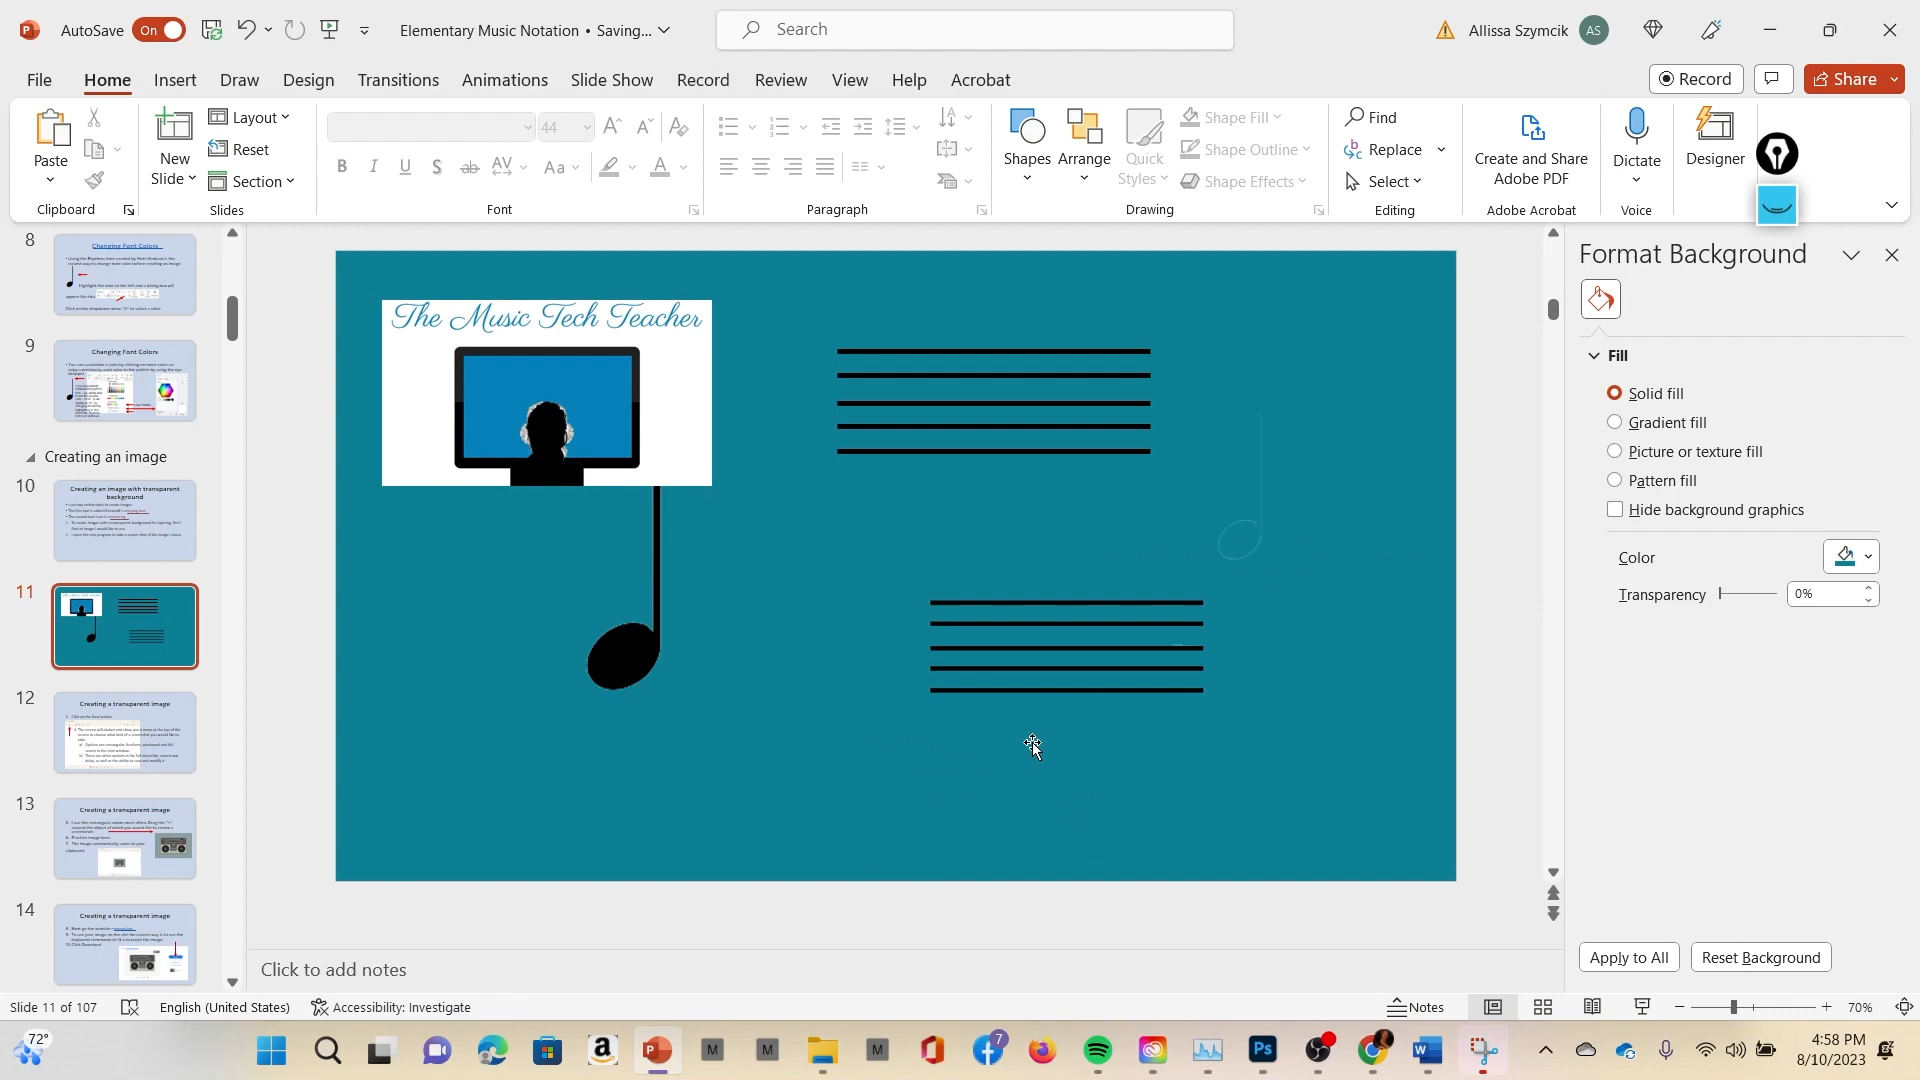 AutoSave On Elementary Music Notation • Saving... Search Allissa Szymcik AS
File Home Insert Draw Design Transitions Animations Slide Show Record Review View Help Acrobat Record Share
Paste
New Slide
Layout
Reset
Section
44
Shapes Arrange Quick Styles
Shape Fill
Shape Outline
Shape Effects
Find
Replace
Select
Create and Share Adobe PDF
Dictate
Designer
Clipboard Slides Font Paragraph Drawing Editing Adobe Acrobat Voice
8
Changing Font Colors
9
Changing Font Colors
Creating an image
10
Creating an image with transparent
background
11
12
Creating a transparent image
13
Creating a transparent image
14
Creating a transparent image
The Music Tech Teacher
Format Background
Fill
Solid fill
Gradient fill
Picture or texture fill
Pattern fill
Hide background graphics
Color
Transparency 0%
Apply to All Reset Background
Click to add notes
Slide 11 of 107 English (United States) Accessibility: Investigate Notes 70%
72°
7
4:58 PM
8/10/2023